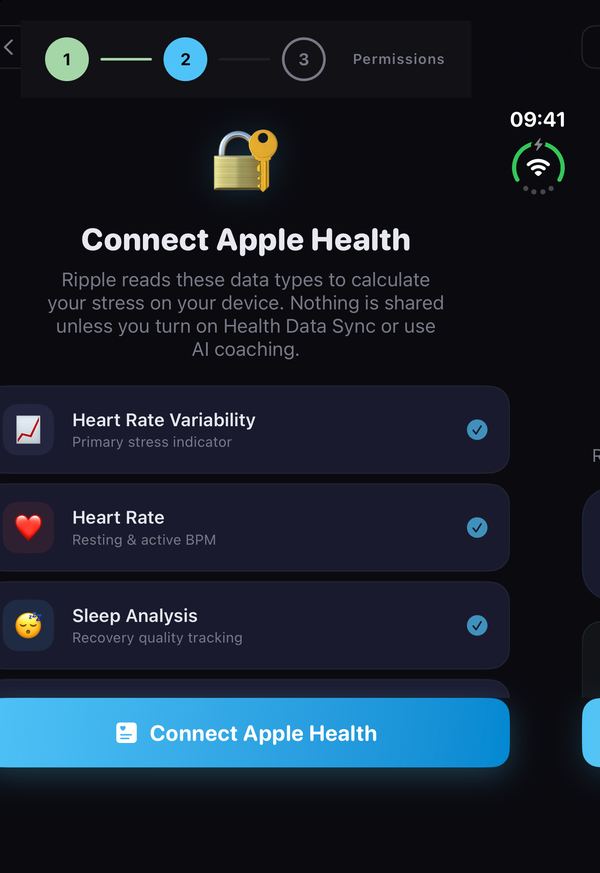 1
2
3
Permissions
09:41
Connect Apple Health
Ripple reads these data types to calculate
your stress on your device. Nothing is shared
unless you turn on Health Data Sync or use
AI coaching.
Heart Rate Variability
Primary stress indicator
Heart Rate
Resting & active BPM
Sleep Analysis
Recovery quality tracking
Connect Apple Health